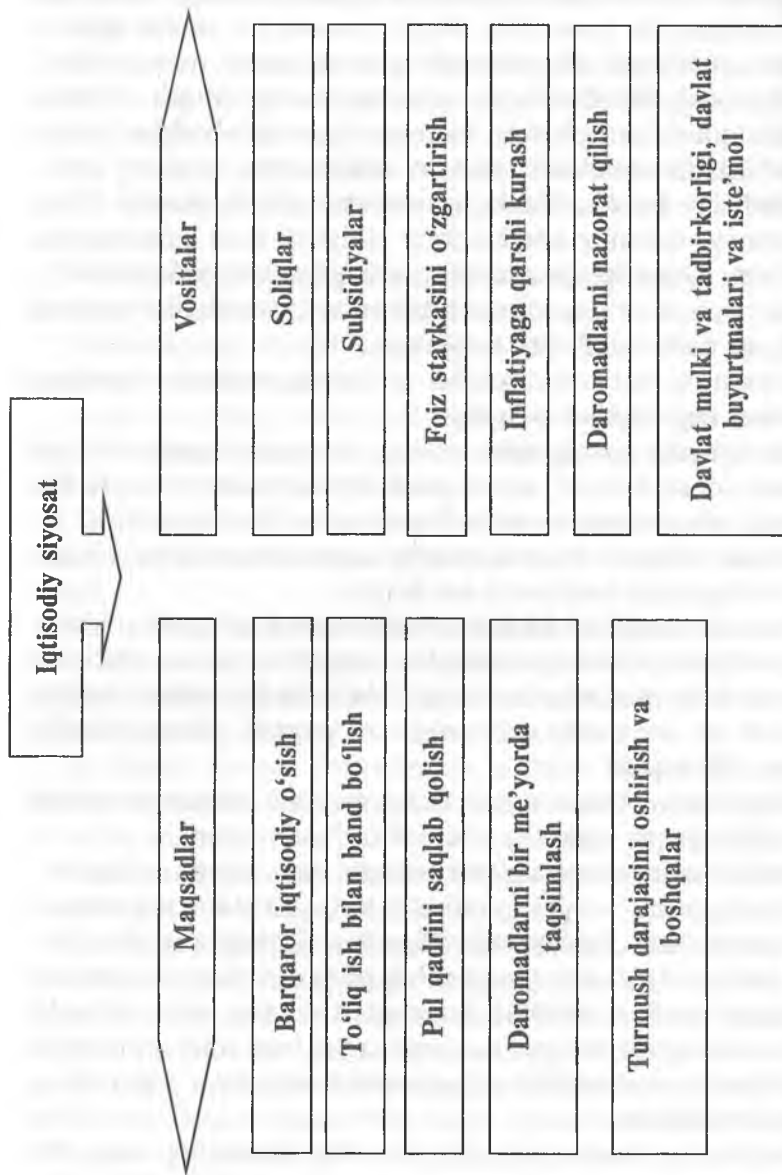 Iqtisodiy siyosat
Maqsadlar
Barqaror iqtisodiy o‘sish
To‘liq ish bilan band bo‘lish
Pul qadrini saqlab qolish
Daromadlarni bir me’yorda
taqsimlash
Turmush darajasini oshirish va
boshqalar
Vositalar
Soliqlar
Subsidiyalar
Foiz stavkasini o‘zgartirish
Inflatiyaga qarshi kurash
Daromadlarni nazorat qilish
Davlat mulki va tadbirkorligi, davlat
buyurtmalari va iste’mol